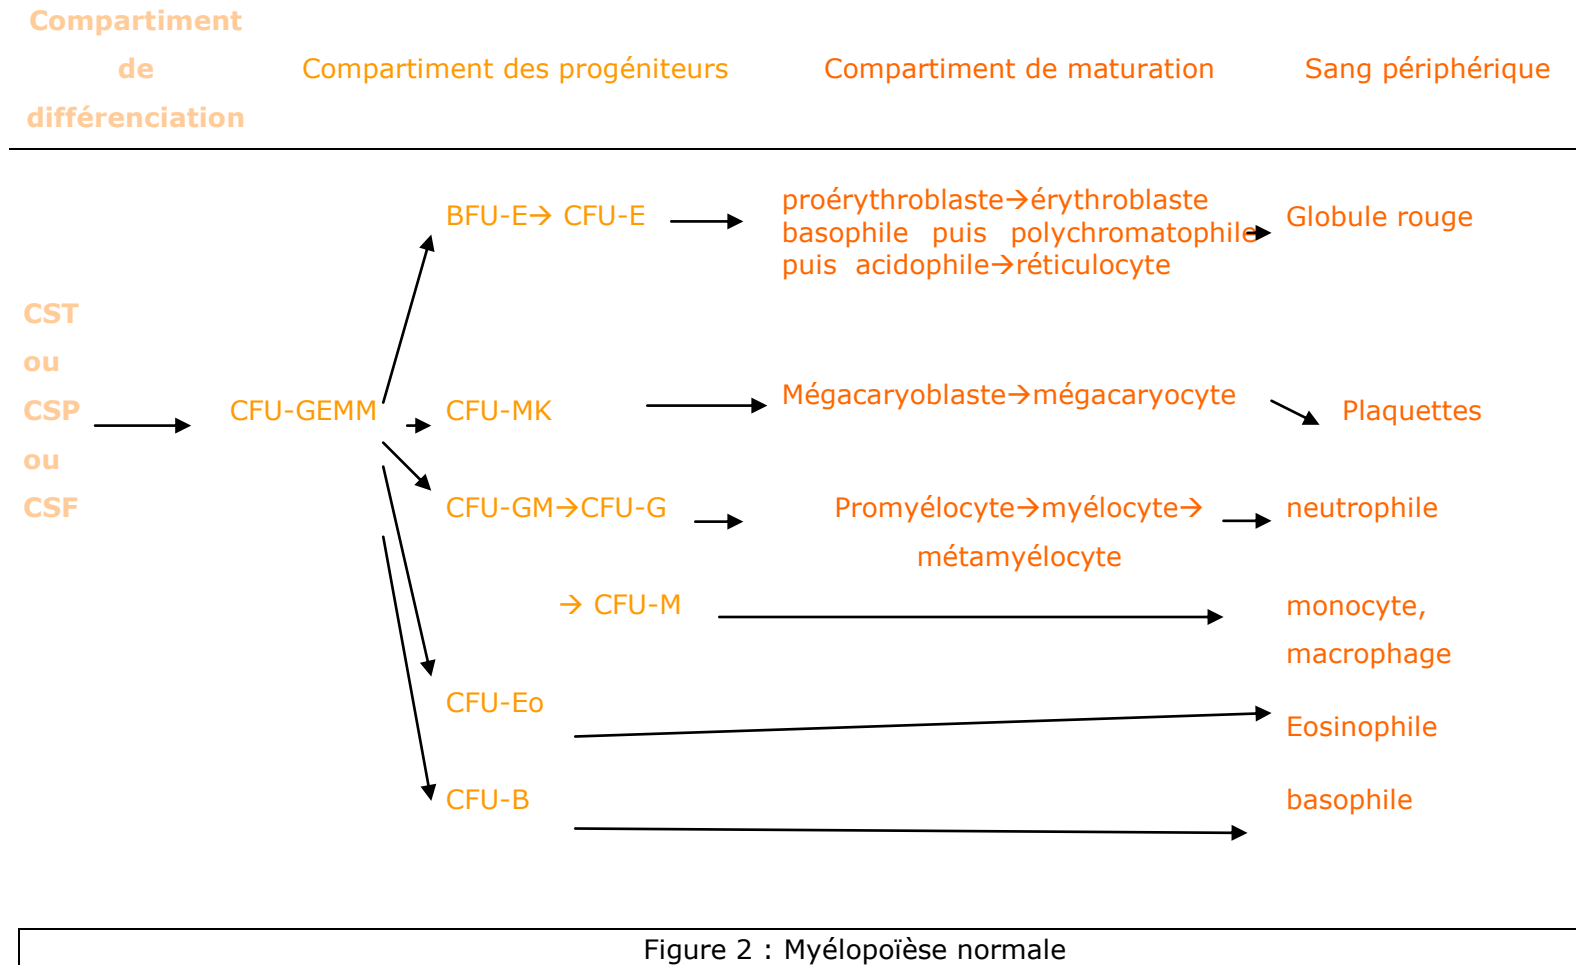 Compartiment
de
différenciation
Compartiment des progéniteurs
Compartiment de maturation
Sang périphérique
BFU-E→ CFU-E
proérythroblaste→érythroblaste
basophile puis polychromatophile
puis acidophile→réticulocyte
Globule rouge
CST
ou
CSP
ou
CSF
CFU-GEMM
CFU-MK
Mégacaryoblaste→mégacaryocyte
Plaquettes
CFU-GM→CFU-G
Promyélocyte→myélocyte→
métamyélocyte
neutrophile
→ CFU-M
monocyte,
macrophage
CFU-Eo
Eosinophile
CFU-B
basophile
Figure 2 : Myélopoïèse normale